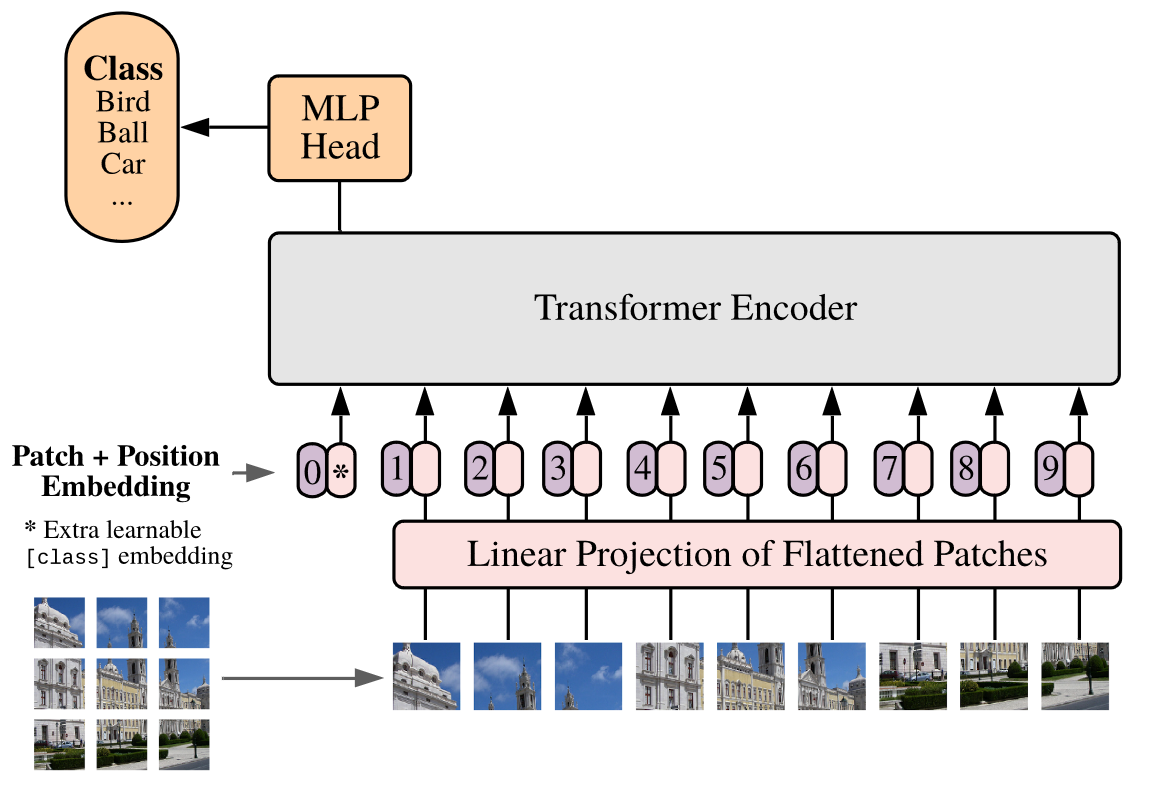 Class
Bird
Ball
Car
...
MLP
Head
Transformer Encoder
Patch + Position
Embedding
0 * 1 2 3 4 5 6 7 8 9
* Extra learnable
[class] embedding
Linear Projection of Flattened Patches